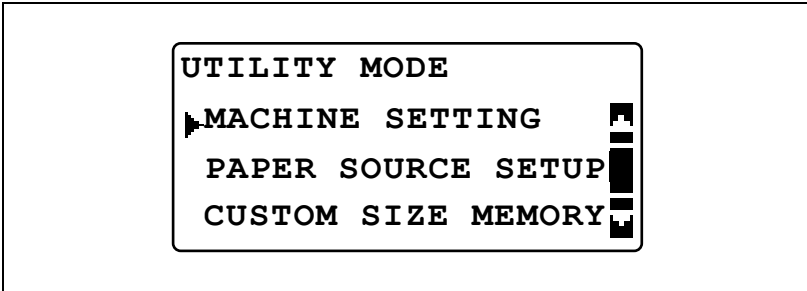 UTILITY MODE
MACHINE SETTING
PAPER SOURCE SETUP
CUSTOM SIZE MEMORY